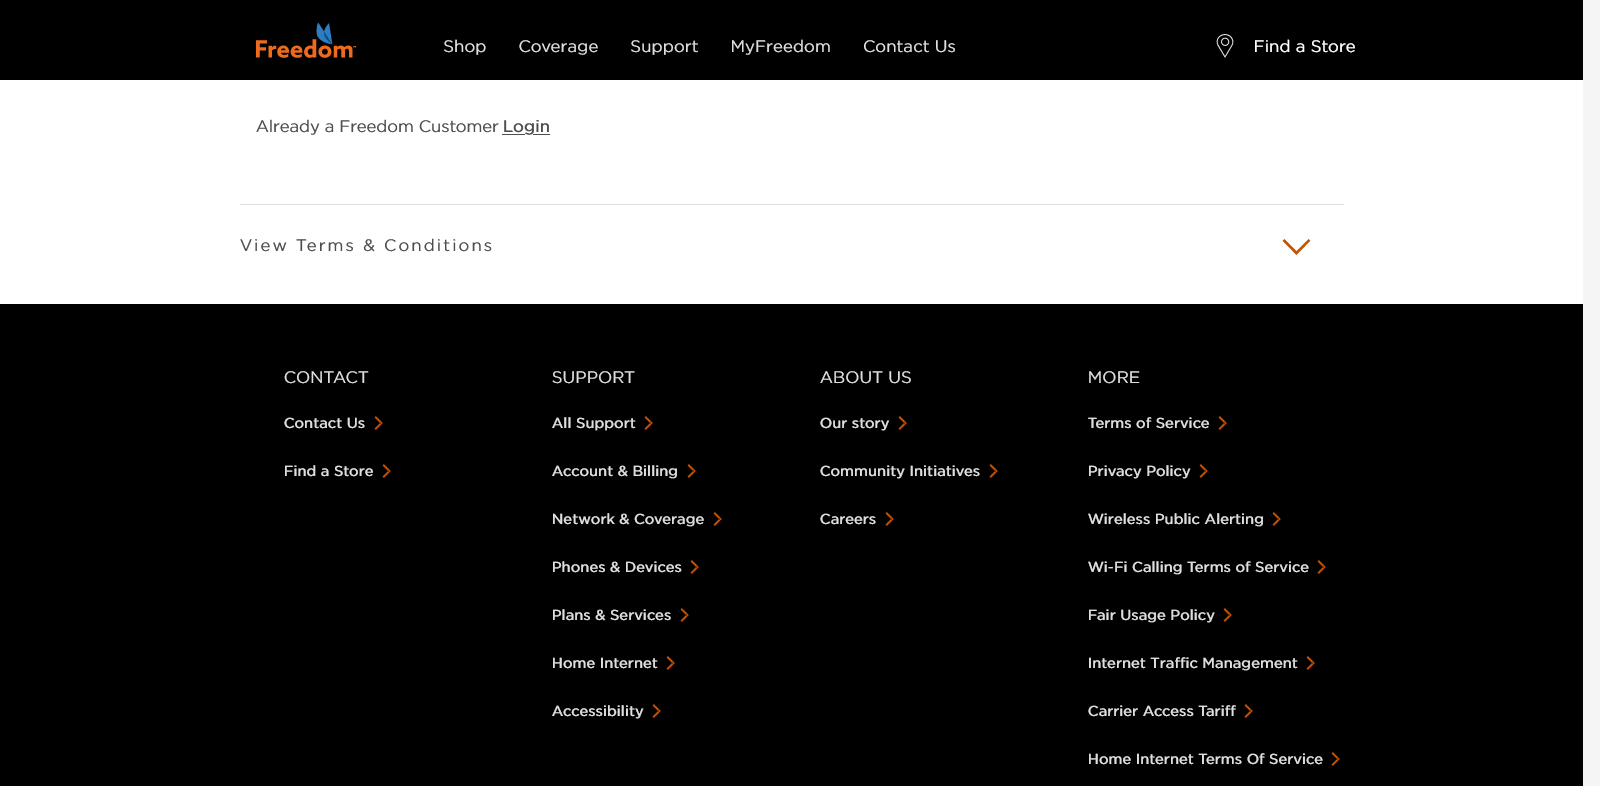 Freedom Shop Coverage Support MyFreedom Contact Us Find a Store
Already a Freedom Customer Login
View Terms & Conditions
CONTACT
Contact Us
Find a Store
SUPPORT
All Support
Account & Billing
Network & Coverage
Phones & Devices
Plans & Services
Home Internet
Accessibility
ABOUT US
Our story
Community Initiatives
Careers
MORE
Terms of Service
Privacy Policy
Wireless Public Alerting
Wi-Fi Calling Terms of Service
Fair Usage Policy
Internet Traffic Management
Carrier Access Tariff
Home Internet Terms Of Service